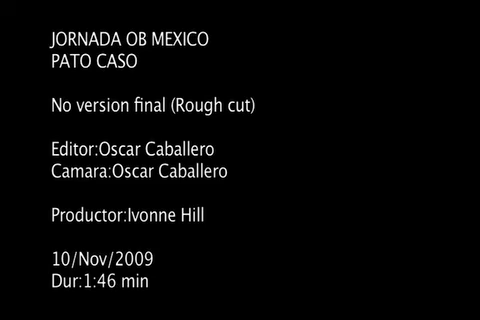 JORNADA OB MEXICO
PATO CASO
No version final (Rough cut)
Editor:Oscar Caballero
Camara:Oscar Caballero
Productor:Ivonne Hill
10/Nov/2009
Dur:1:46 min